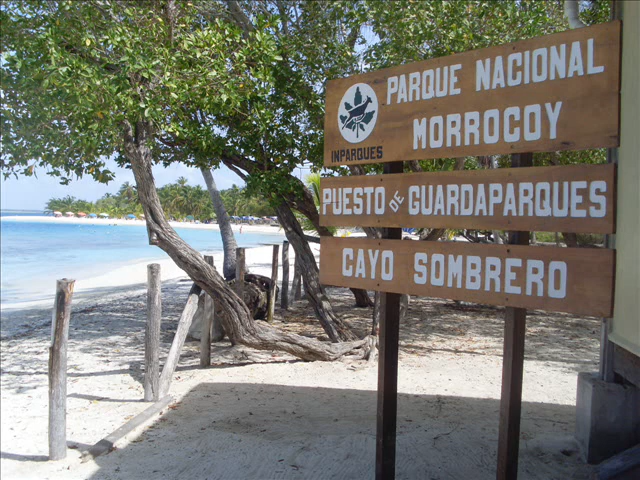 PARQUE NACIONAL
MORROCOY
INPARQUES
PUESTO DE GUARDAPARQUES
CAYO SOMBRERO